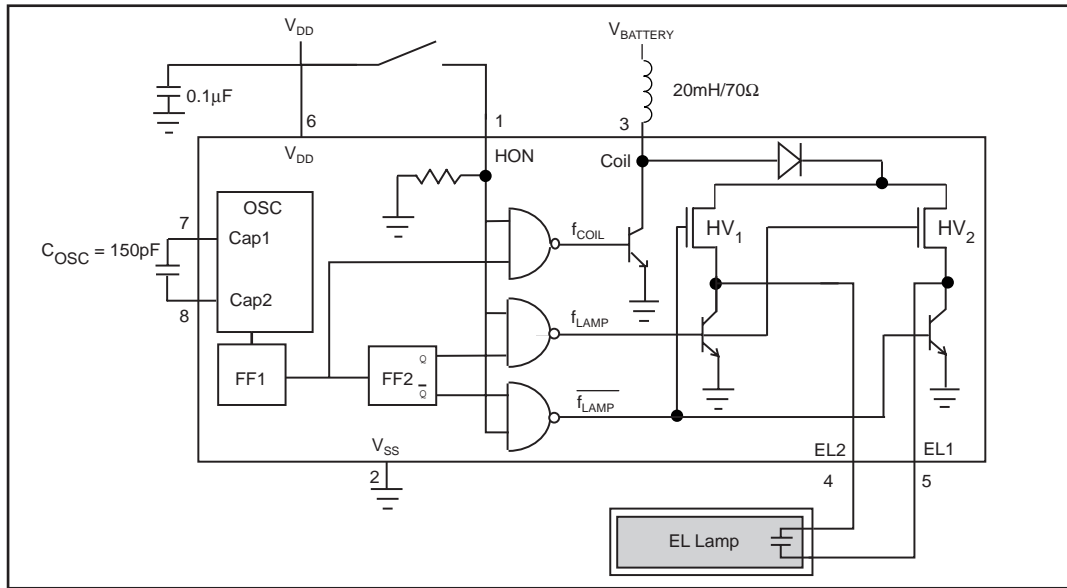 V_DD
V_BATTERY
0.1μF
20mH/70Ω
6
1
3
V_DD
HON
Coil
OSC
7
Cap1
f_COIL
HV_1
HV_2
C_OSC = 150pF
Cap2
8
f_LAMP
FF1
FF2
Q
Q̅
f_LAMP
V_SS
2
EL2
EL1
4
5
EL Lamp